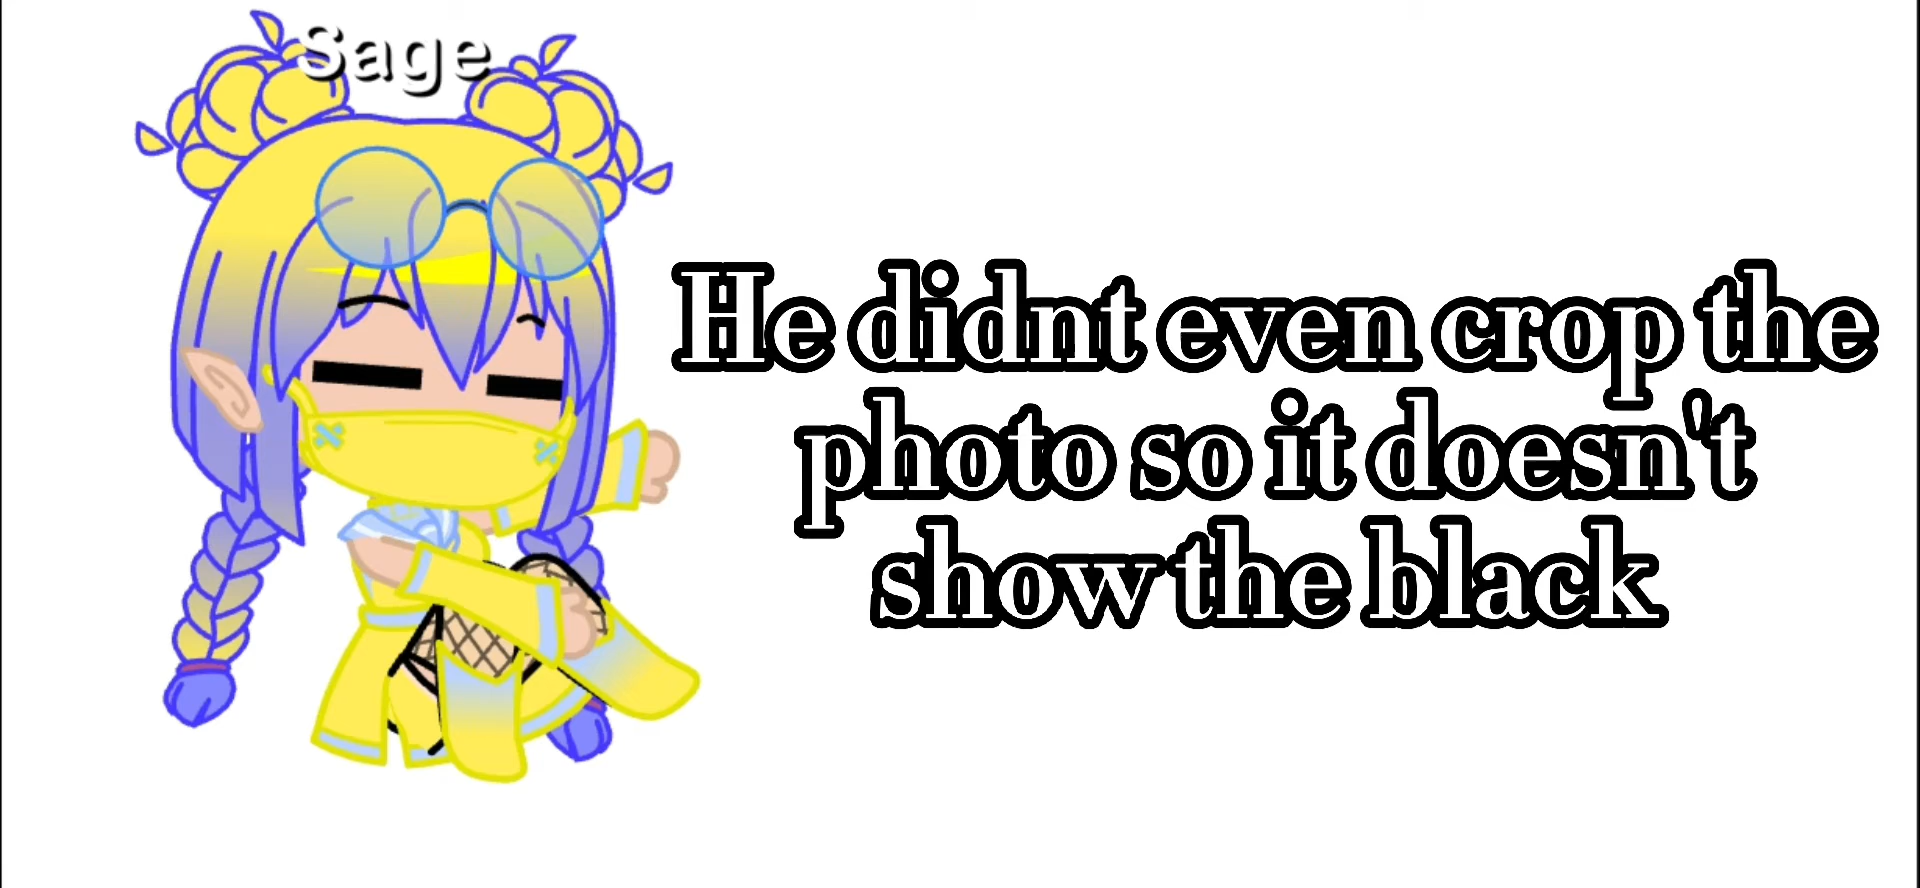 Sage
He didnt even crop the
photo so it doesn't
show the black